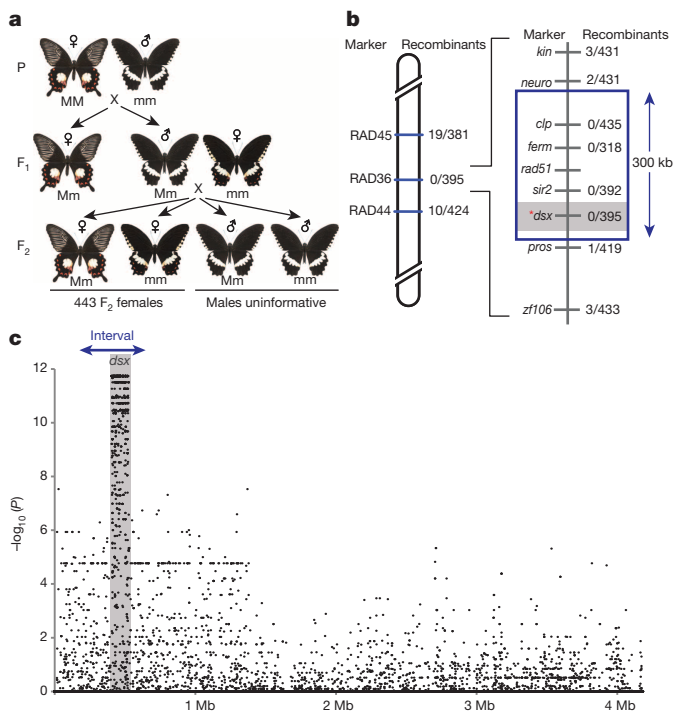 a
P
♀
♂
MM
X
mm
F1
♀
♂
♀
Mm
Mm
X
mm
F2
♀
♀
♂
♂
Mm
mm
Mm
mm
443 F2 females
Males uninformative
b
Marker
Recombinants
RAD45
19/381
RAD36
0/395
RAD44
10/424
Marker
Recombinants
kin
3/431
neuro
2/431
clp
0/435
ferm
0/318
rad51
sir2
0/392
*dsx
0/395
pros
1/419
zf106
3/433
300 kb
c
Interval
dsx
−log10 (P)
12
10
8
6
4
2
0
1 Mb
2 Mb
3 Mb
4 Mb